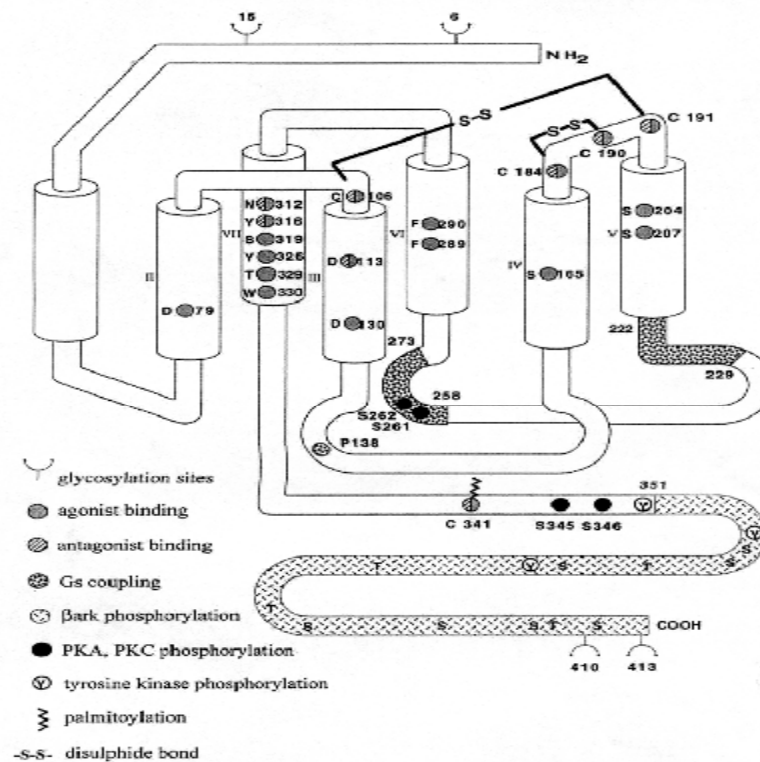 15 6
NH2
S-S
C 191
S-S
C 190
C 184
N 312
C 106
Y 316
VII
S 319
Y 326
T 329
III
W 330
II
D 79
D 113
D 130
F 290
VI
F 289
IV
S 165
S 204
V
S 207
222
229
273
258
S262
S261
P138
351
Y
C 341
S345 S346
Y
S
S
T Y S T
T
S S S T S
COOH
410 413
glycosylation sites
agonist binding
antagonist binding
Gs coupling
βark phosphorylation
PKA, PKC phosphorylation
Y tyrosine kinase phosphorylation
palmitoylation
-S-S- disulphide bond